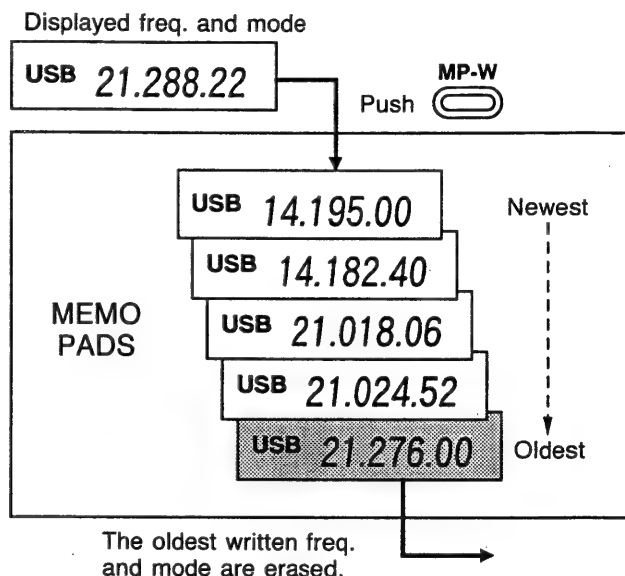 Displayed freq. and mode
USB 21.288.22
MP-W
Push
USB 14.195.00
Newest
USB 14.182.40
MEMO
PADS
USB 21.018.06
USB 21.024.52
USB 21.276.00
Oldest
The oldest written freq.
and mode are erased.